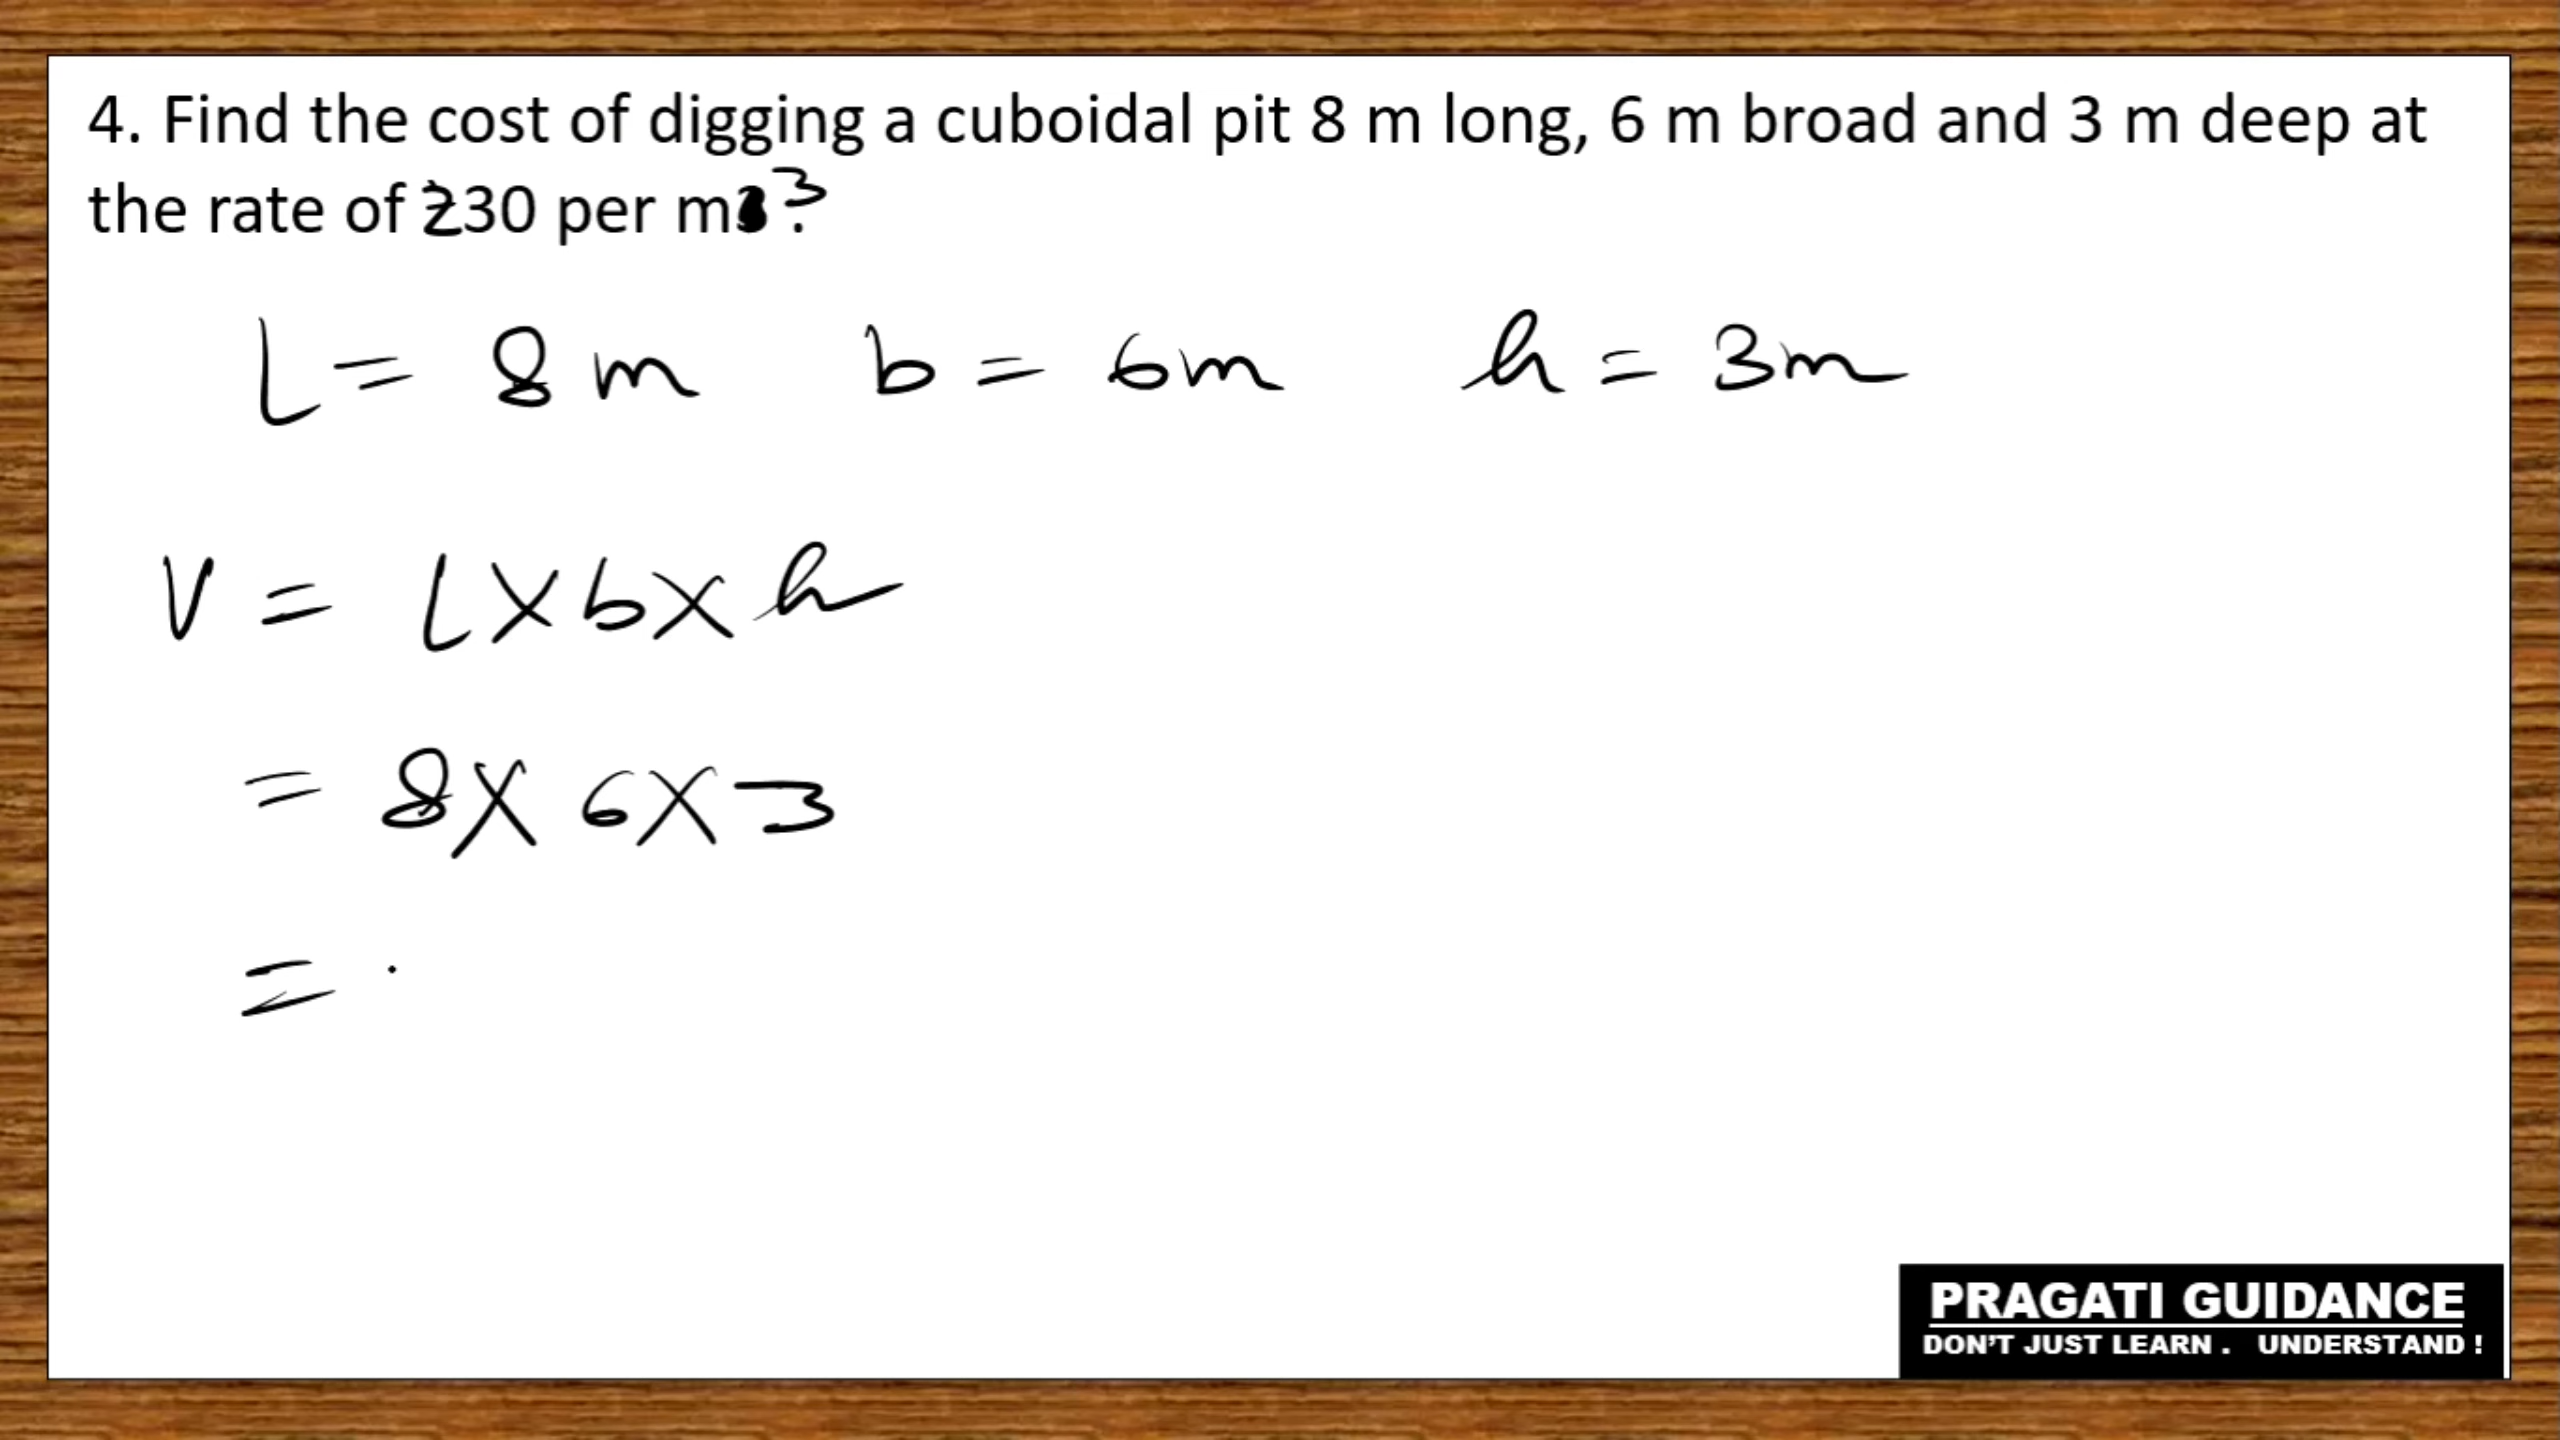 4. Find the cost of digging a cuboidal pit 8 m long, 6 m broad and 3 m deep at
the rate of ₹30 per m³?
L = 8 m b = 6m h = 3m
V = L X b X h
= 8 X 6 X 3
= .
PRAGATI GUIDANCE
DON'T JUST LEARN . UNDERSTAND !